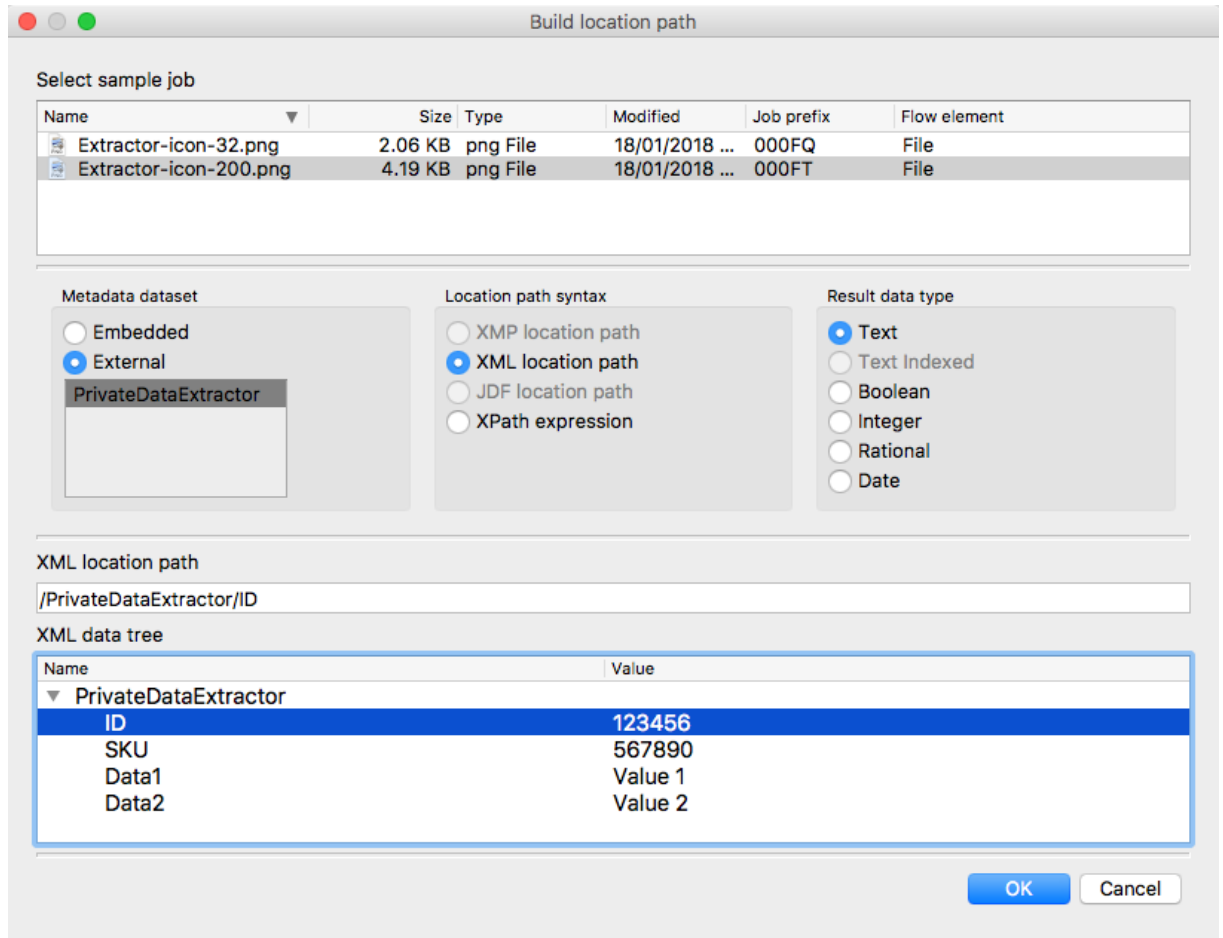 Build location path
Select sample job
Name Size Type Modified Job prefix Flow element
Extractor-icon-32.png 2.06 KB png File 18/01/2018 ... 000FQ File
Extractor-icon-200.png 4.19 KB png File 18/01/2018 ... 000FT File
Metadata dataset Location path syntax Result data type
Embedded XMP location path Text
External XML location path Text Indexed
PrivateDataExtractor JDF location path Boolean
XPath expression Integer
Rational
Date
XML location path
/PrivateDataExtractor/ID
XML data tree
Name Value
PrivateDataExtractor
ID 123456
SKU 567890
Data1 Value 1
Data2 Value 2
OK Cancel